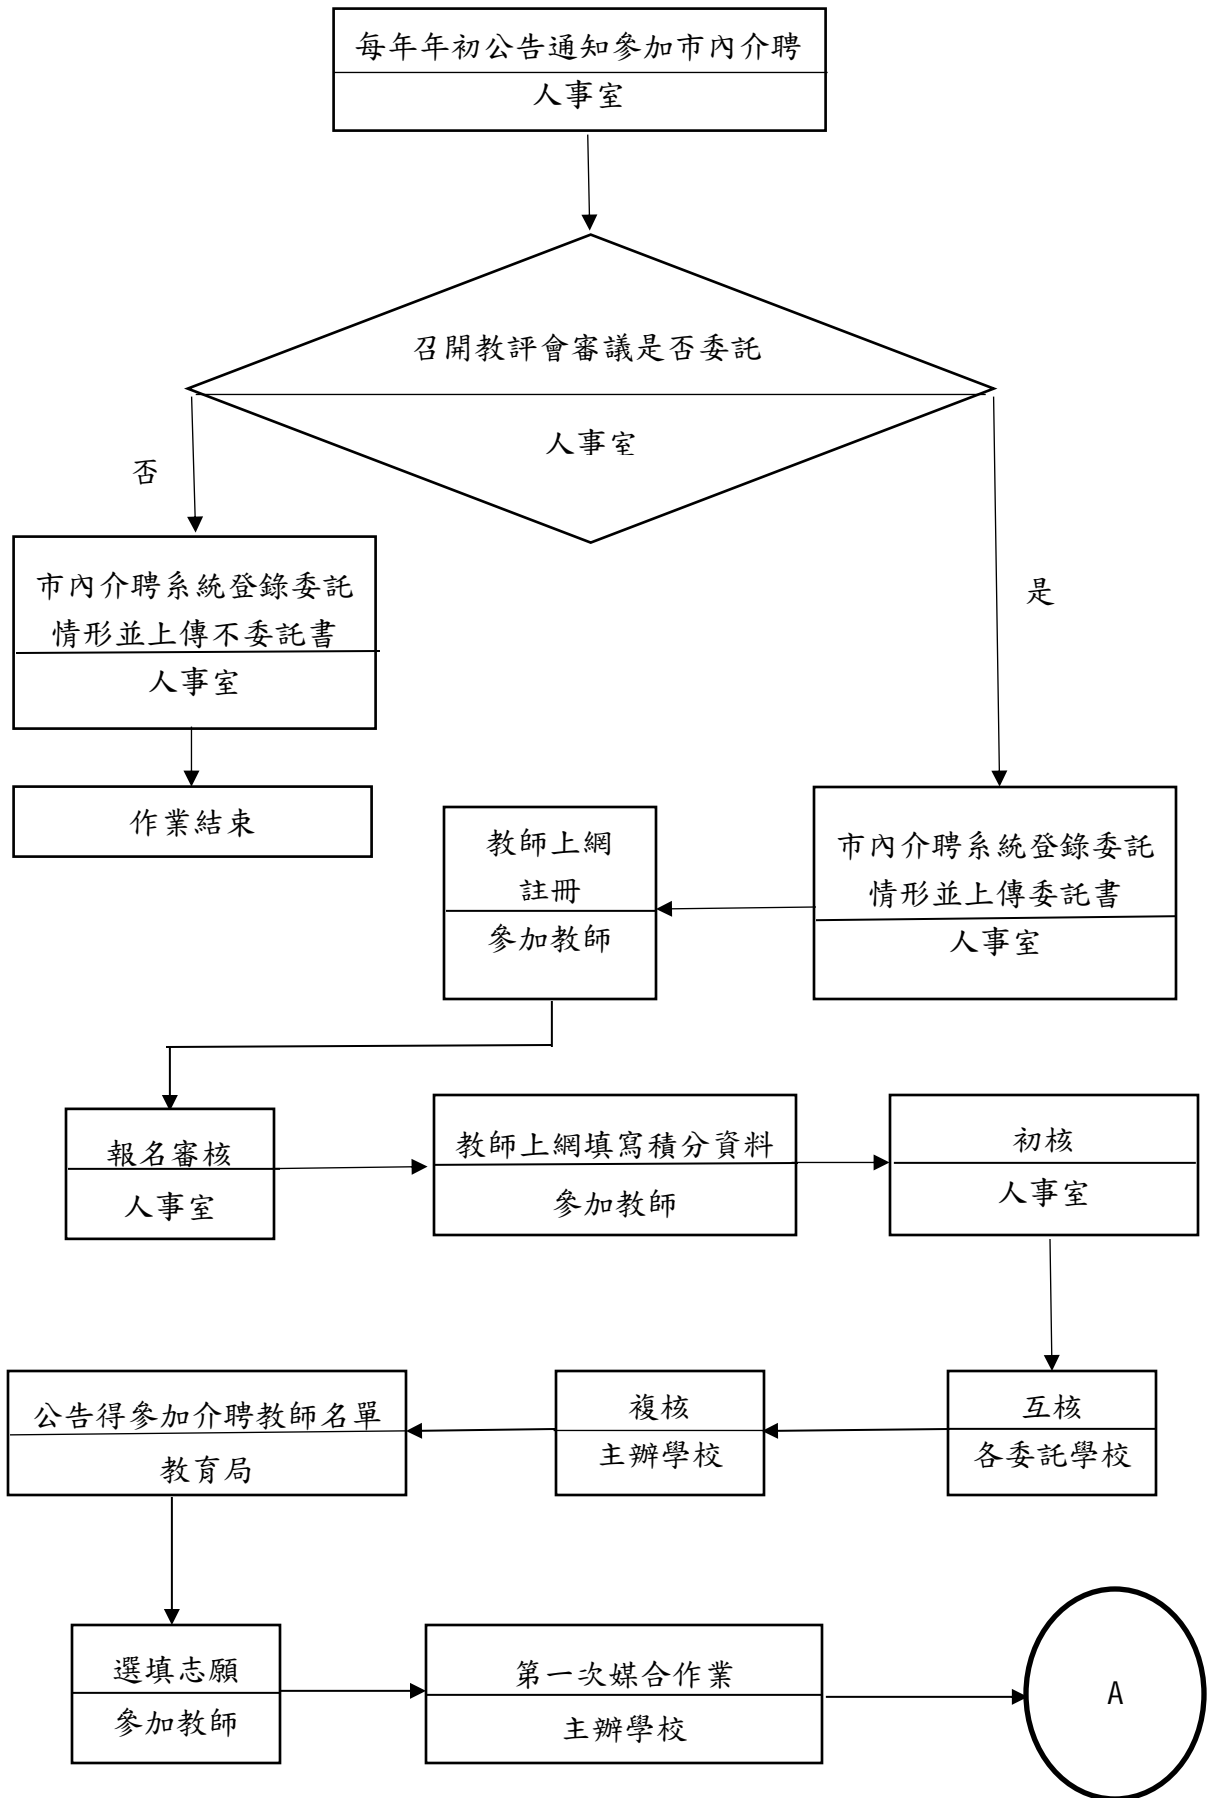 每年年初公告通知參加市內介聘
人事室
召開教評會審議是否委託
人事室
否
是
市內介聘系統登錄委託
情形並上傳不委託書
人事室
作業結束
市內介聘系統登錄委託
情形並上傳委託書
人事室
教師上網
註冊
參加教師
報名審核
人事室
教師上網填寫積分資料
參加教師
初核
人事室
互核
各委託學校
複核
主辦學校
公告得參加介聘教師名單
教育局
選填志願
參加教師
第一次媒合作業
主辦學校
A